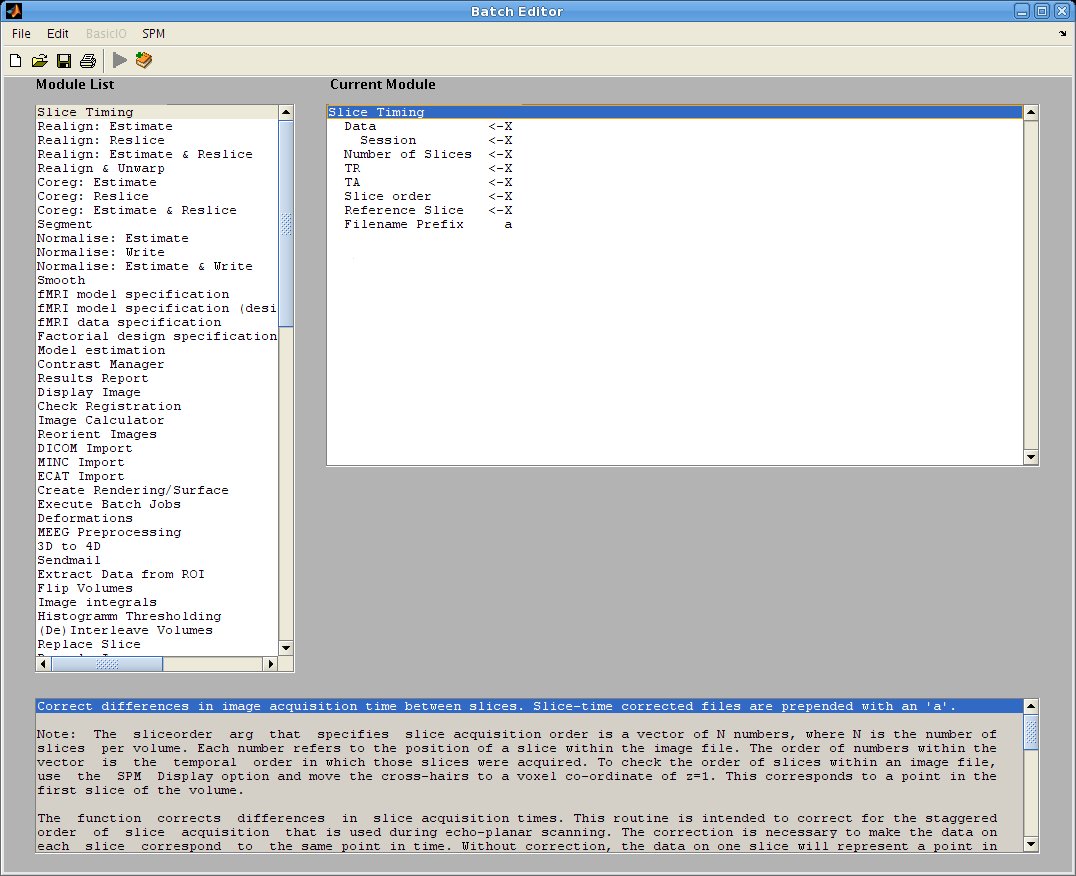 Batch Editor
File Edit BasicIO SPM
Module List
Slice Timing
Realign: Estimate
Realign: Reslice
Realign: Estimate & Reslice
Realign & Unwarp
Coreg: Estimate
Coreg: Reslice
Coreg: Estimate & Reslice
Segment
Normalise: Estimate
Normalise: Write
Normalise: Estimate & Write
Smooth
fMRI model specification
fMRI model specification (desi
fMRI data specification
Factorial design specification
Model estimation
Contrast Manager
Results Report
Display Image
Check Registration
Image Calculator
Reorient Images
DICOM Import
MINC Import
ECAT Import
Create Rendering/Surface
Execute Batch Jobs
Deformations
MEEG Preprocessing
3D to 4D
Sendmail
Extract Data from ROI
Flip Volumes
Image integrals
Histogramm Thresholding
(De)Interleave Volumes
Replace Slice
Current Module
Slice Timing
Data <-X
Session <-X
Number of Slices <-X
TR <-X
TA <-X
Slice order <-X
Reference Slice <-X
Filename Prefix a
Correct differences in image acquisition time between slices. Slice-time corrected files are prepended with an 'a'.
Note: The sliceorder arg that specifies slice acquisition order is a vector of N numbers, where N is the number of
slices per volume. Each number refers to the position of a slice within the image file. The order of numbers within the
vector is the temporal order in which those slices were acquired. To check the order of slices within an image file,
use the SPM Display option and move the cross-hairs to a voxel co-ordinate of z=1. This corresponds to a point in the
first slice of the volume.
The function corrects differences in slice acquisition times. This routine is intended to correct for the staggered
order of slice acquisition that is used during echo-planar scanning. The correction is necessary to make the data on
each slice correspond to the same point in time. Without correction, the data on one slice will represent a point in